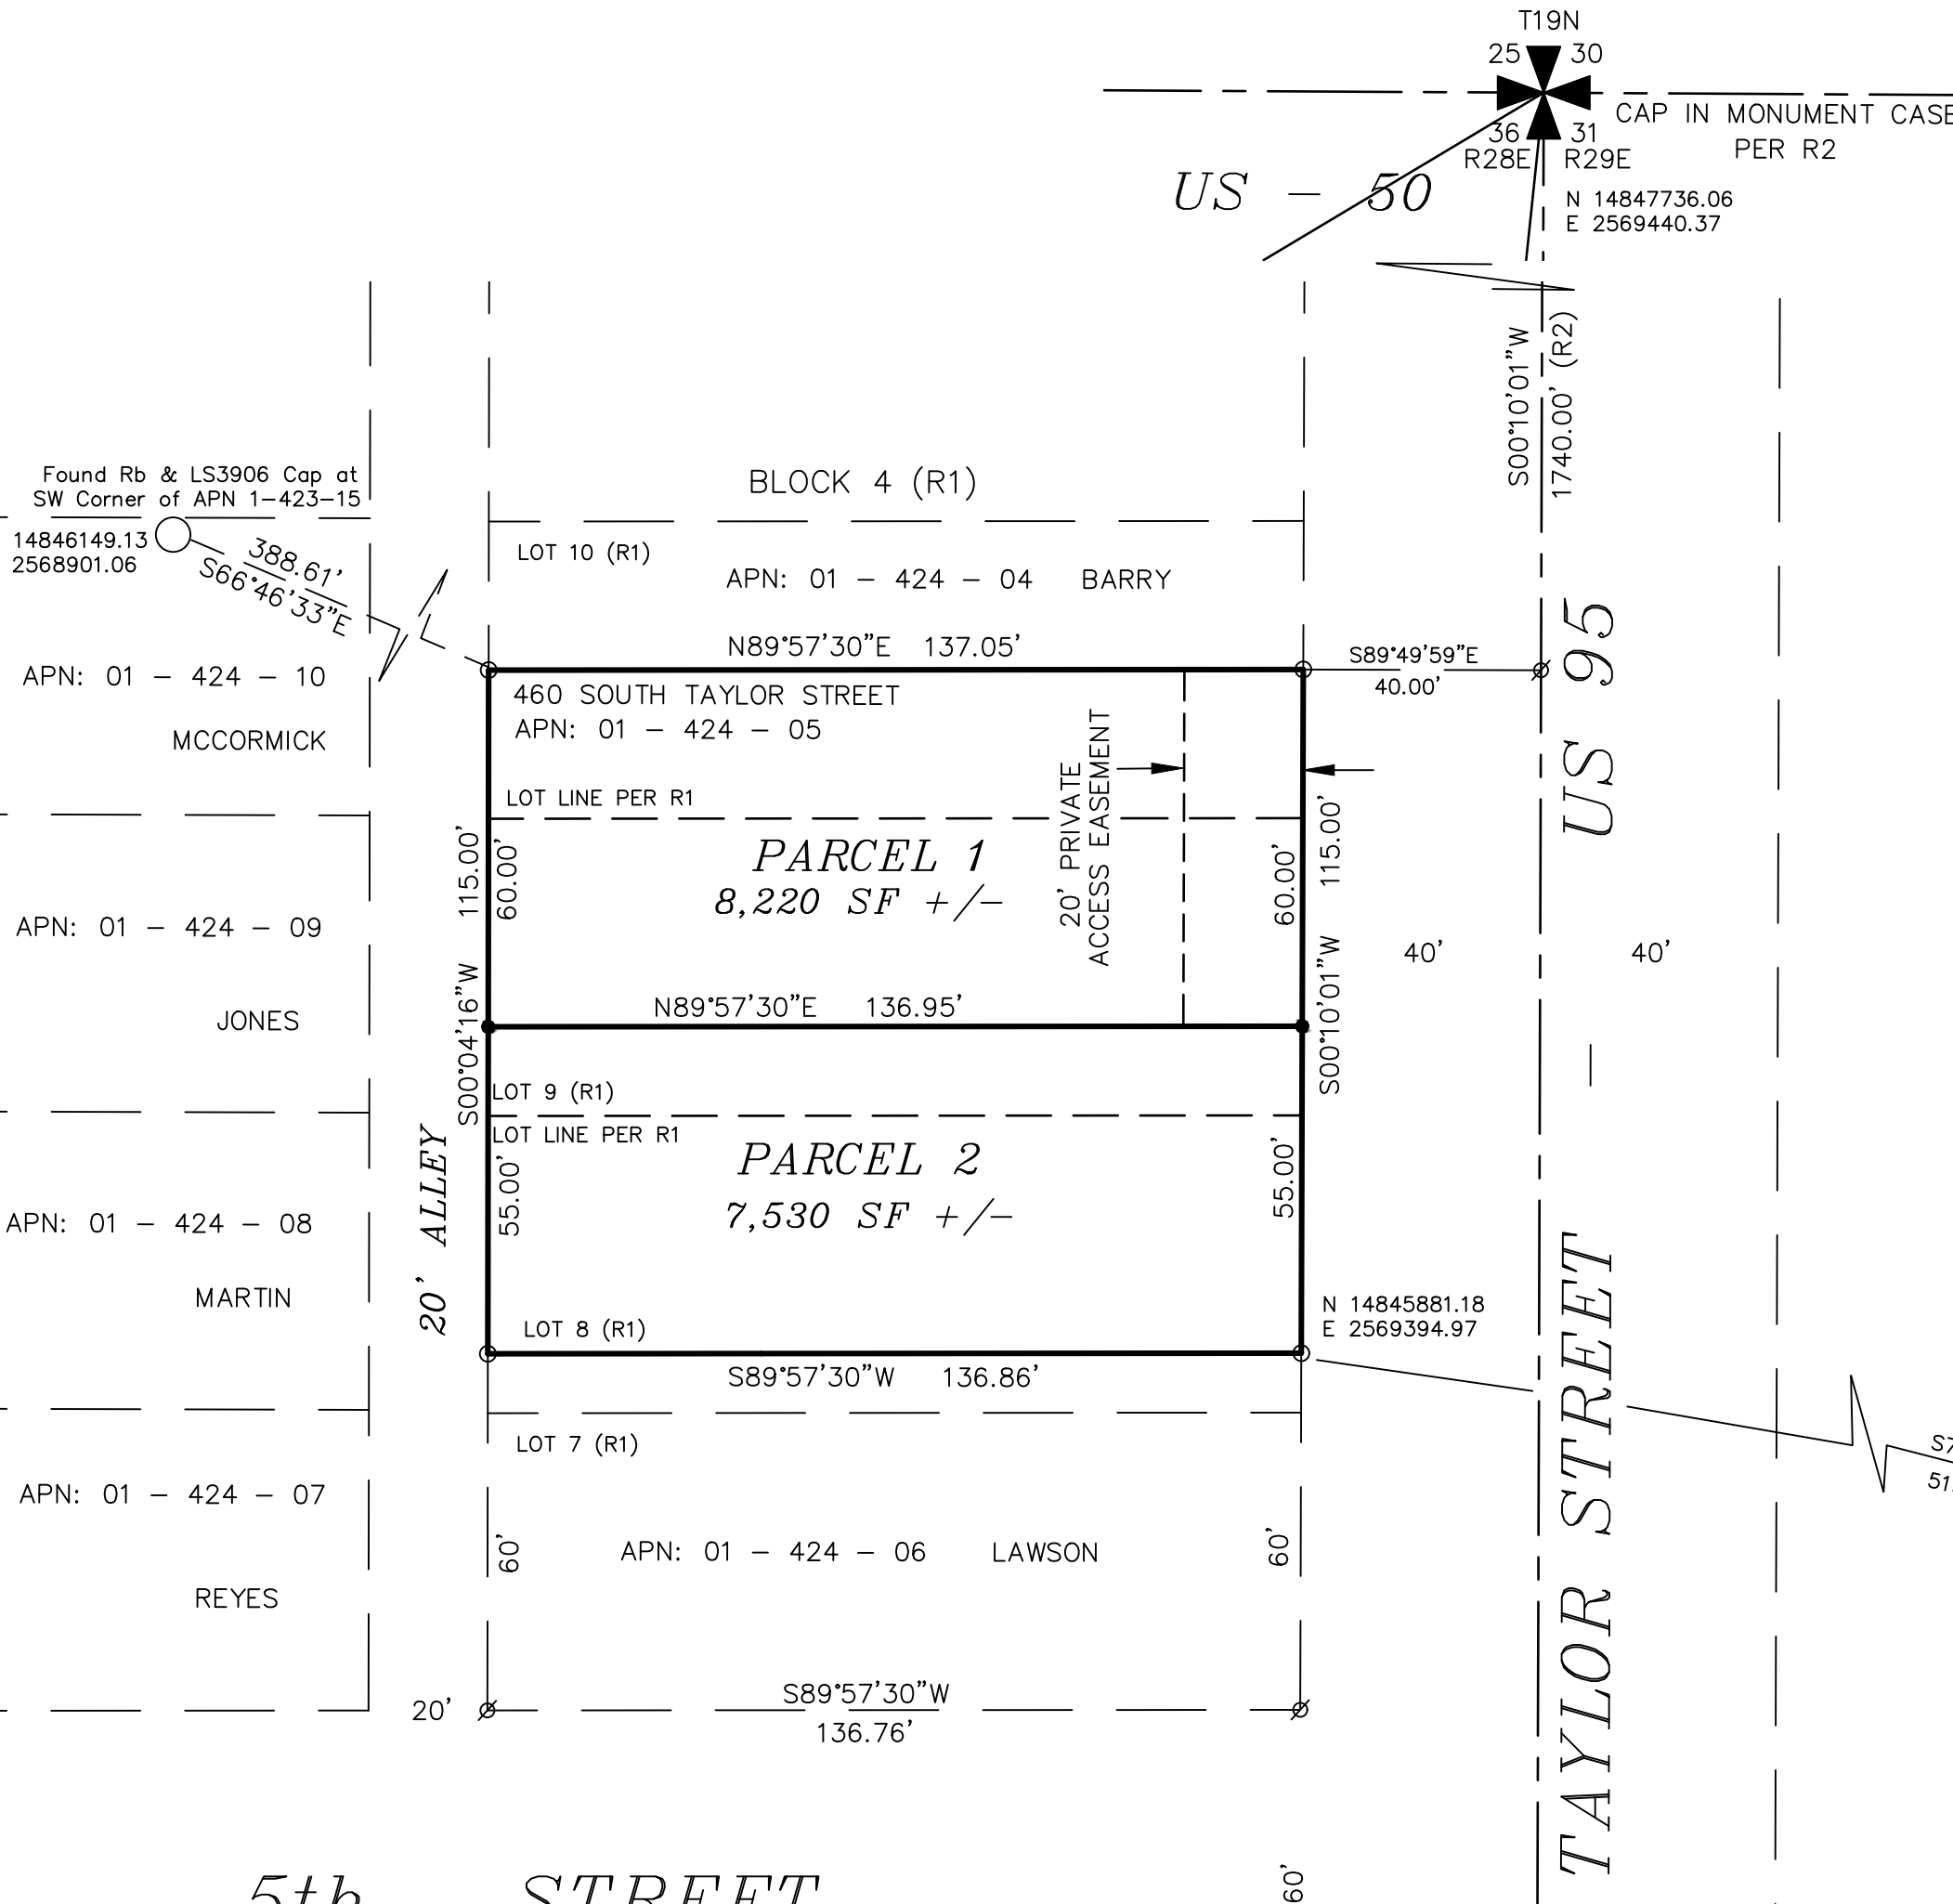 T19N
25 30
36 31
R28E R29E
CAP IN MONUMENT CASE
PER R2
US - 50
N 14847736.06
E 2569440.37
S00°10'01"W
1740.00' (R2)
Found Rb & LS3906 Cap at
SW Corner of APN 1-423-15
14846149.13
2568901.06
388.61'
S66°46'33"E
BLOCK 4 (R1)
LOT 10 (R1)
APN: 01 - 424 - 04 BARRY
N89°57'30"E 137.05'
S89°49'59"E
40.00'
APN: 01 - 424 - 10
MCCORMICK
460 SOUTH TAYLOR STREET
APN: 01 - 424 - 05
20' PRIVATE
ACCESS EASEMENT
LOT LINE PER R1
PARCEL 1
8,220 SF +/-
115.00'
60.00'
60.00'
115.00'
US 95
APN: 01 - 424 - 09
JONES
40'
40'
S00°04'16"W
N89°57'30"E 136.95'
S00°10'01"W
-
LOT 9 (R1)
LOT LINE PER R1
PARCEL 2
7,530 SF +/-
55.00'
55.00'
20' ALLEY
APN: 01 - 424 - 08
MARTIN
LOT 8 (R1)
N 14845881.18
E 2569394.97
S89°57'30"W 136.86'
TAYLOR STREET
LOT 7 (R1)
S7
51
APN: 01 - 424 - 07
REYES
60'
APN: 01 - 424 - 06 LAWSON
60'
20'
S89°57'30"W
136.76'
60'
5th STREET